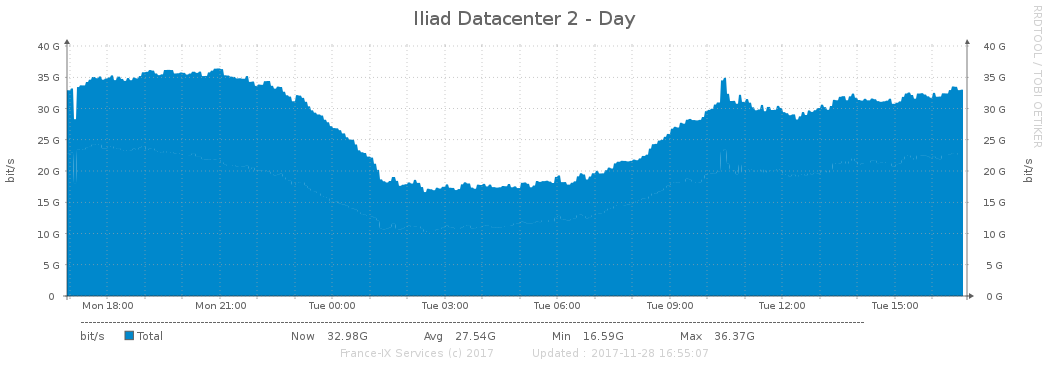 Iliad Datacenter 2 - Day
RRDTOOL / TOBI OETIKER
40 G 40 G
35 G 35 G
30 G 30 G
25 G 25 G
20 G 20 G
15 G 15 G
10 G 10 G
5 G 5 G
0 0 G
bit/s bit/s
Mon 18:00 Mon 21:00 Tue 00:00 Tue 03:00 Tue 06:00 Tue 09:00 Tue 12:00 Tue 15:00
bit/s Total Now 32.98G Avg 27.54G Min 16.59G Max 36.37G
France-IX Services (c) 2017 Updated : 2017-11-28 16:55:07